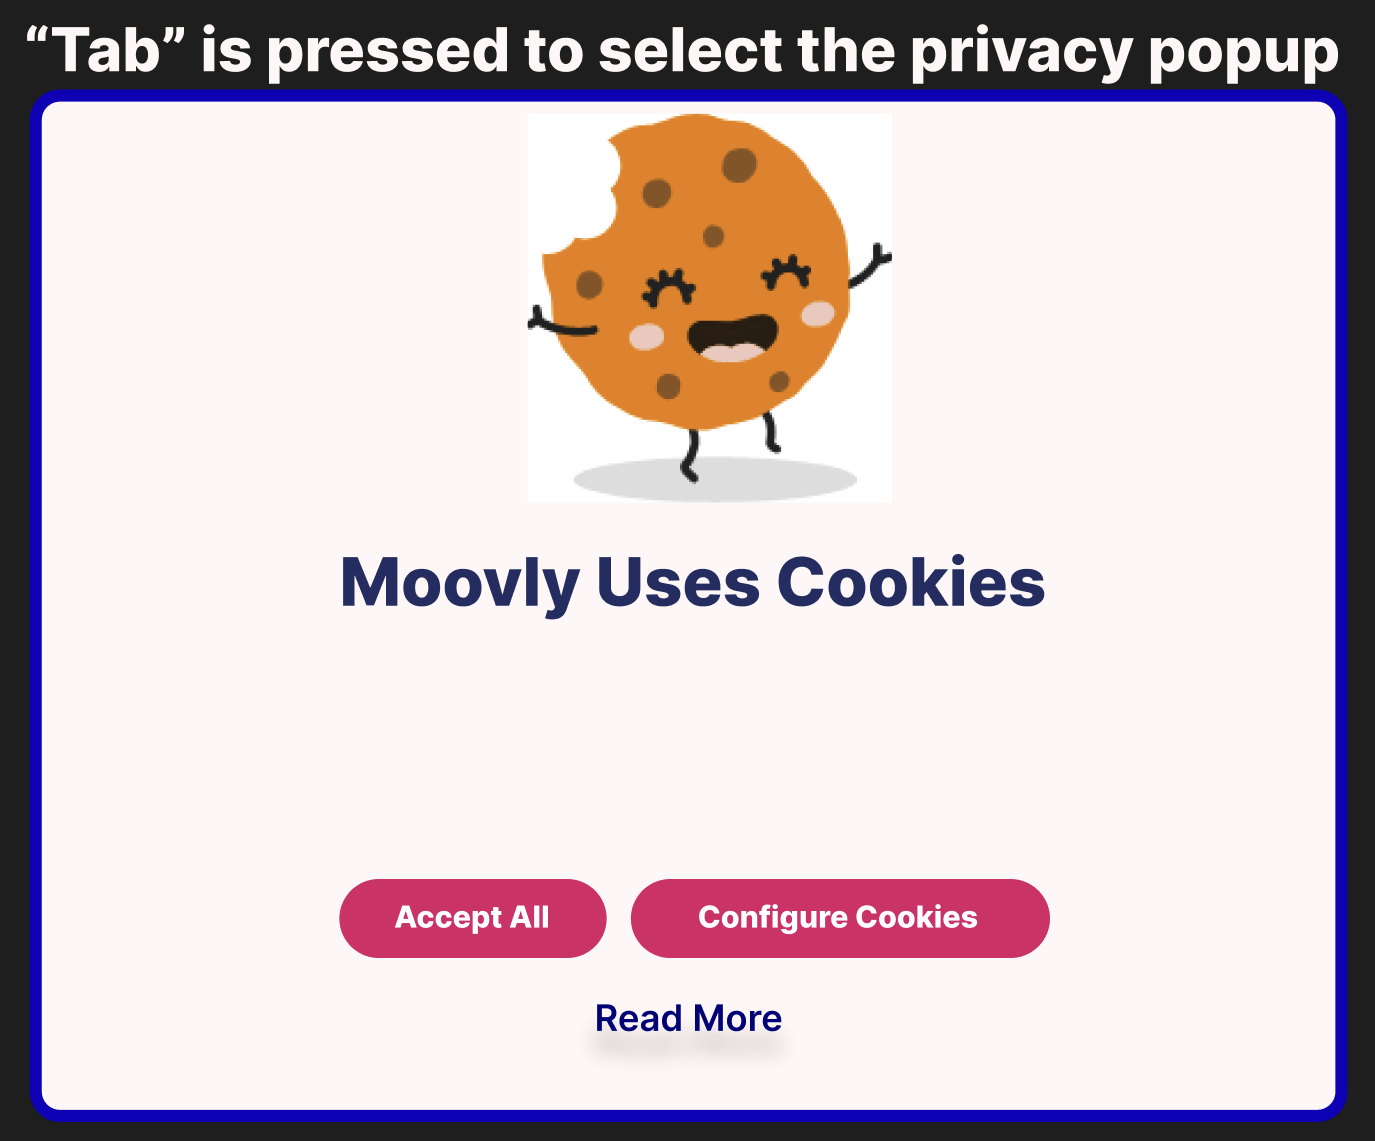 “Tab” is pressed to select the privacy popup
Moovly Uses Cookies
Accept All
Configure Cookies
Read More